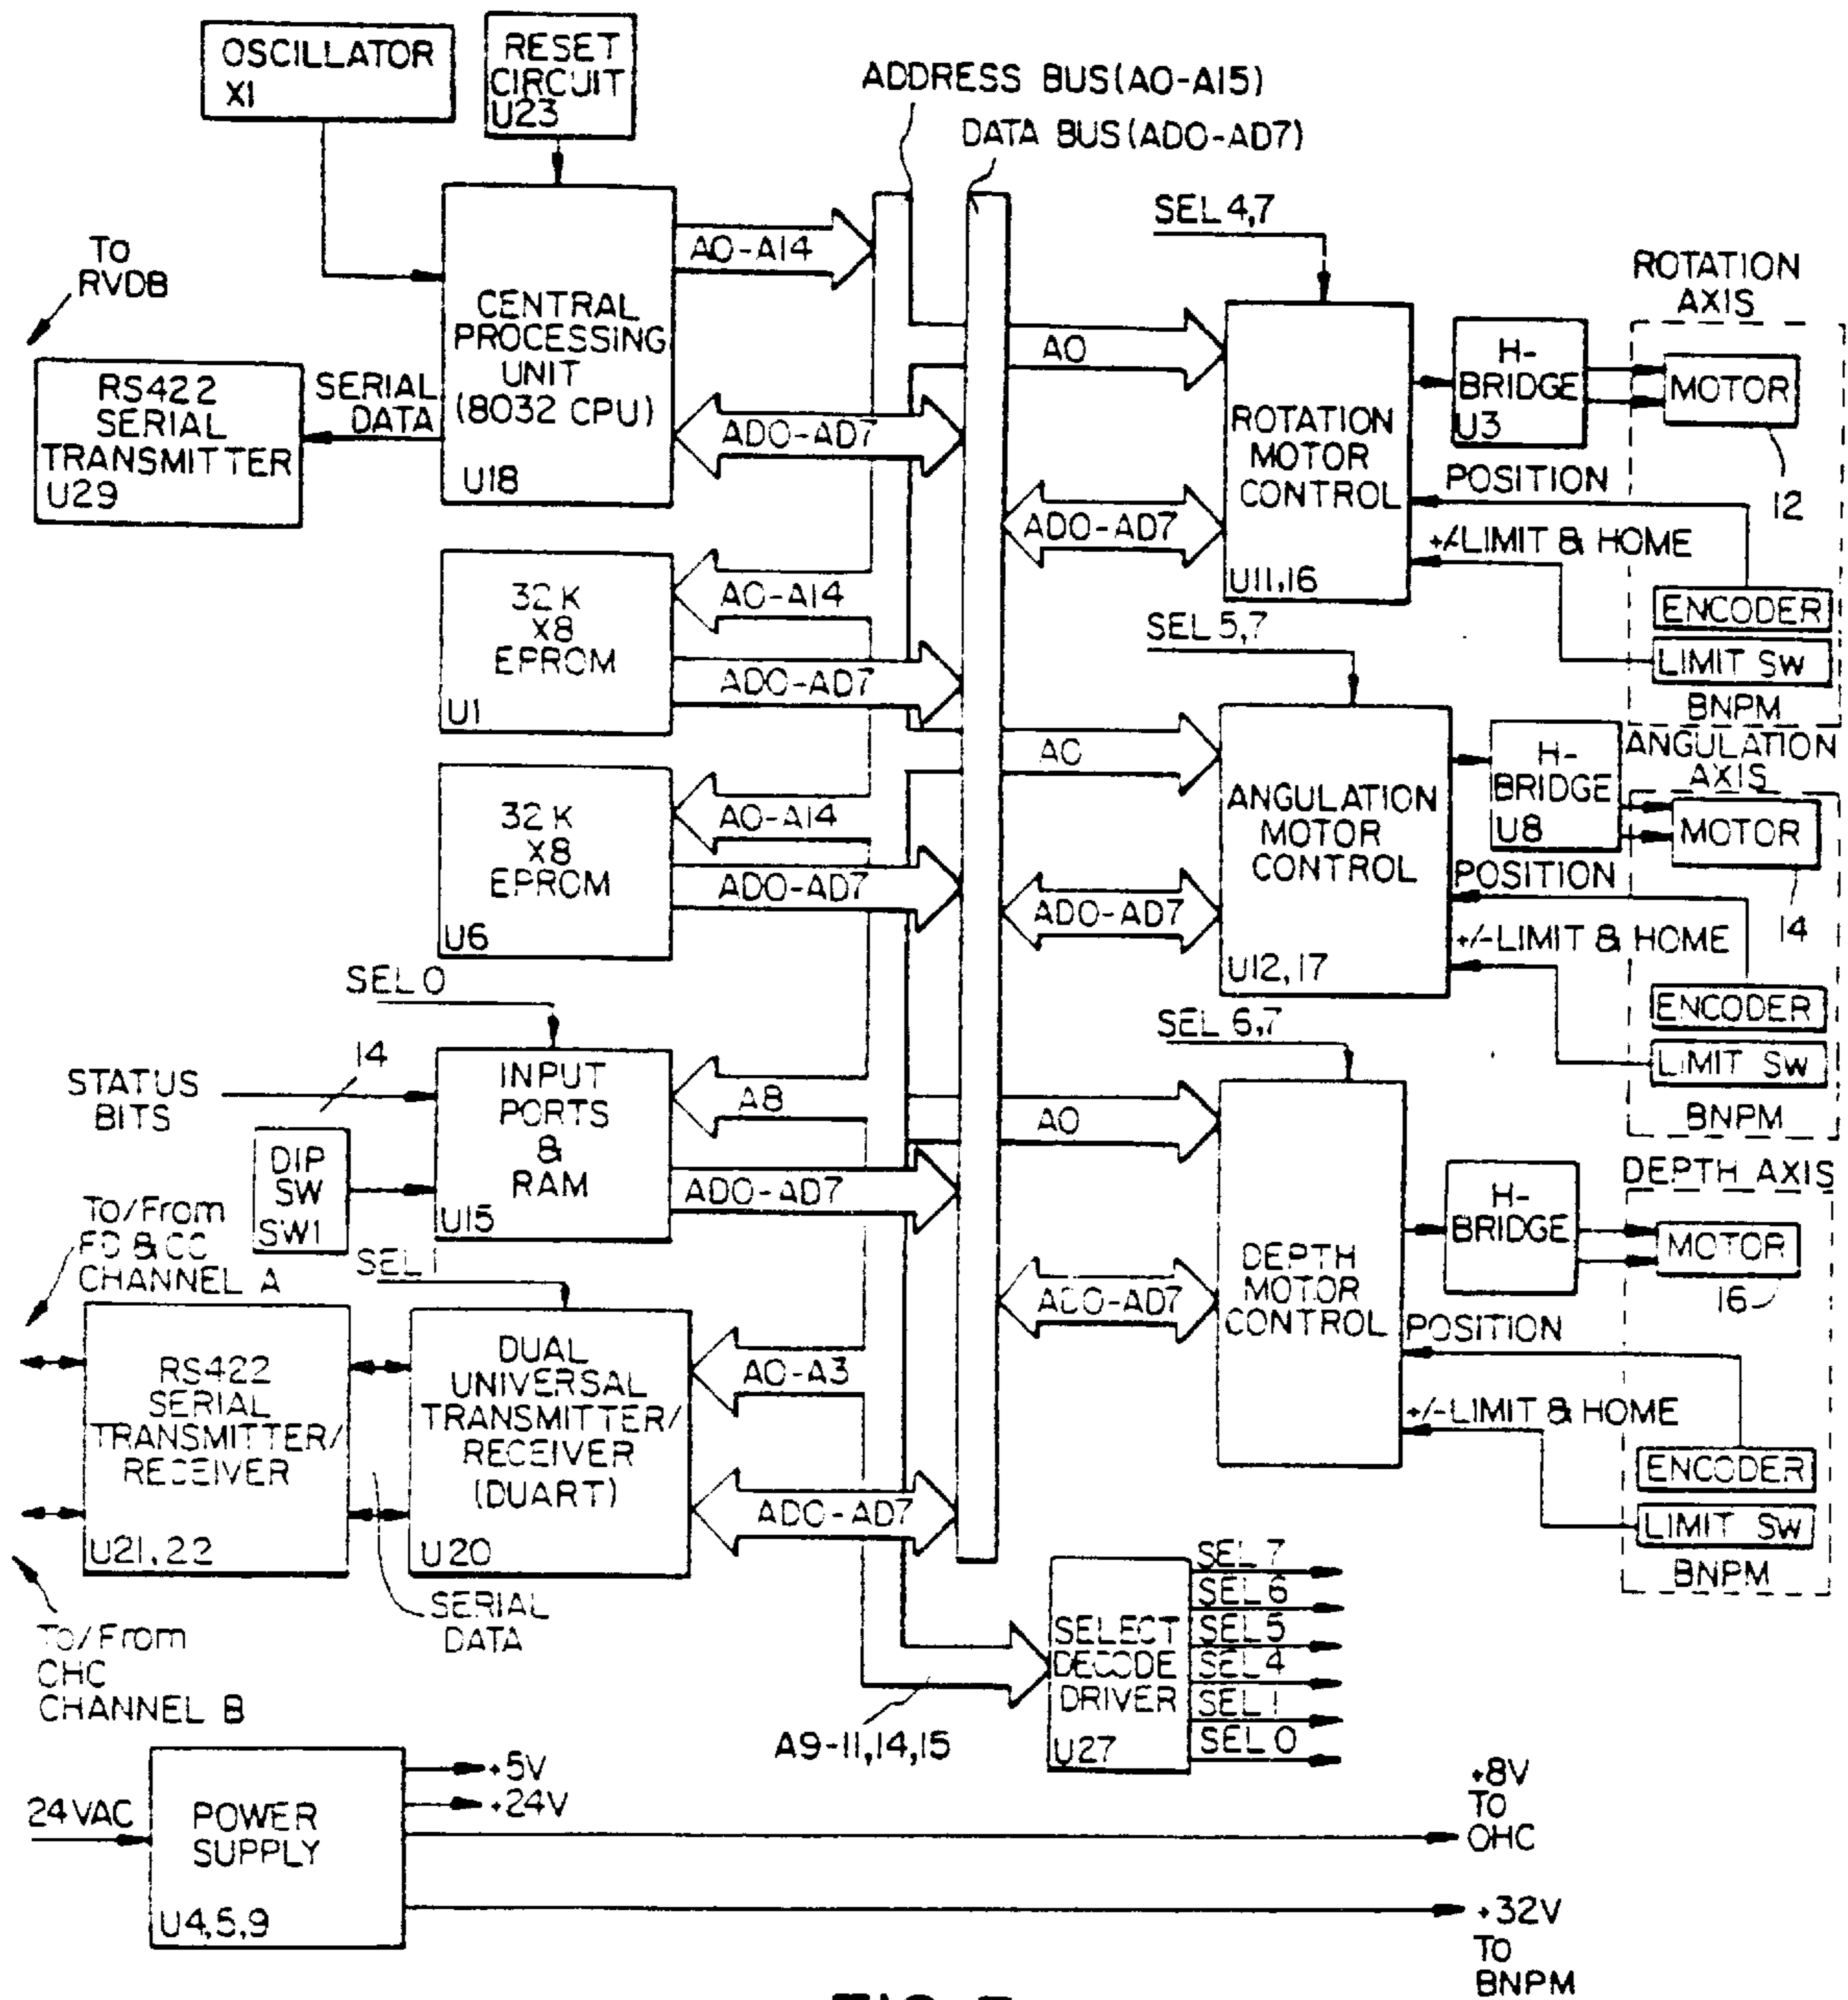 OSCILLATOR
X1
RESET
CIRCUIT
U23
ADDRESS BUS(A0-A15)
DATA BUS(AD0-AD7)
To
RVDB
RS422
SERIAL
TRANSMITTER
U29
SERIAL
DATA
CENTRAL
PROCESSING
UNIT
(8032 CPU)
U18
A0-A14
AD0-AD7
SEL 4,7
A0
AD0-AD7
ROTATION
MOTOR
CONTROL
U11,16
H-
BRIDGE
U3
ROTATION
AXIS
MOTOR
12
POSITION
+/-LIMIT & HOME
ENCODER
LIMIT SW
BNPM
32K
X8
EPROM
U1
A0-A14
AD0-AD7
SEL 5,7
A0
AD0-AD7
ANGULATION
MOTOR
CONTROL
U12,17
H-
BRIDGE
U8
ANGULATION
AXIS
MOTOR
14
POSITION
+/-LIMIT & HOME
ENCODER
LIMIT SW
BNPM
32K
X8
EPROM
U6
A0-A14
AD0-AD7
SEL 0
STATUS
BITS
14
DIP
SW
SW1
INPUT
PORTS
&
RAM
U15
A8
AD0-AD7
SEL 6,7
A0
AD0-AD7
DEPTH
MOTOR
CONTROL
H-
BRIDGE
DEPTH AXIS
MOTOR
16
POSITION
+/-LIMIT & HOME
ENCODER
LIMIT SW
BNPM
To/From
& CC
CHANNEL A
SEL 1
RS422
SERIAL
TRANSMITTER/
RECEIVER
U21,22
DUAL
UNIVERSAL
TRANSMITTER/
RECEIVER
(DUART)
U20
A0-A3
AD0-AD7
SERIAL
DATA
To/From
CHC
CHANNEL B
A9-11,14,15
SELECT
DECODE
DRIVER
U27
SEL 7
SEL 6
SEL 5
SEL 4
SEL 1
SEL 0
24VAC
POWER
SUPPLY
U4,5,9
+5V
+24V
+8V
TO
OHC
+32V
TO
BNPM